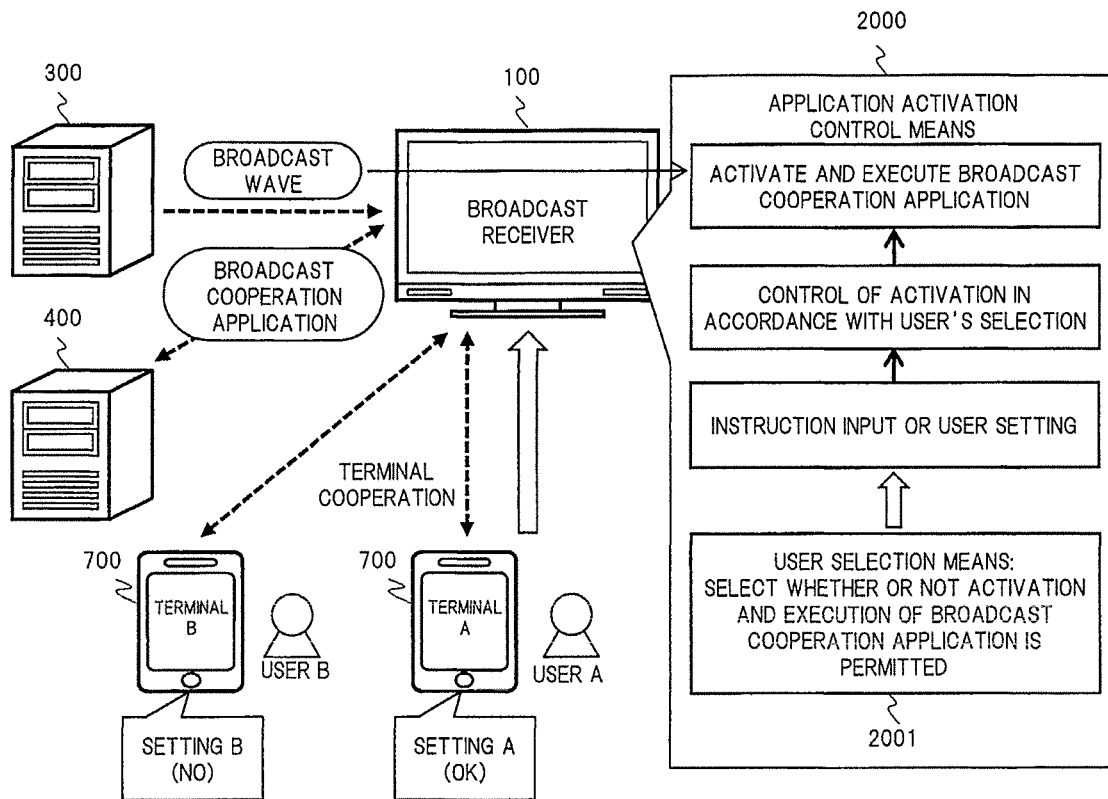 2000
300
100
APPLICATION ACTIVATION
CONTROL MEANS
BROADCAST
WAVE
ACTIVATE AND EXECUTE BROADCAST
COOPERATION APPLICATION
BROADCAST
RECEIVER
BROADCAST
COOPERATION
APPLICATION
CONTROL OF ACTIVATION IN
ACCORDANCE WITH USER'S SELECTION
400
INSTRUCTION INPUT OR USER SETTING
TERMINAL
COOPERATION
700
TERMINAL
B
USER B
700
TERMINAL
A
USER A
USER SELECTION MEANS:
SELECT WHETHER OR NOT ACTIVATION
AND EXECUTION OF BROADCAST
COOPERATION APPLICATION IS
PERMITTED
2001
SETTING B
(NO)
SETTING A
(OK)